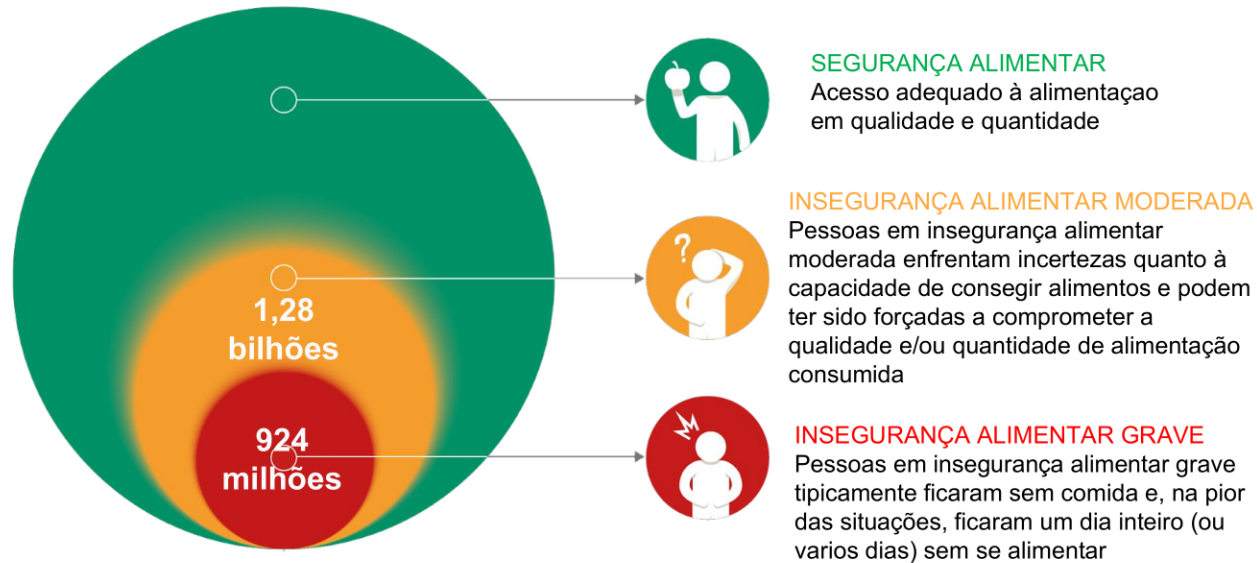 SEGURANÇA ALIMENTAR
Acesso adequado à alimentaçao
em qualidade e quantidade
?
INSEGURANÇA ALIMENTAR MODERADA
Pessoas em insegurança alimentar
moderada enfrentam incertezas quanto à
capacidade de consegir alimentos e podem
ter sido forçadas a comprometer a
qualidade e/ou quantidade de alimentação
consumida
1,28
bilhões
924
milhões
INSEGURANÇA ALIMENTAR GRAVE
Pessoas em insegurança alimentar grave
tipicamente ficaram sem comida e, na pior
das situações, ficaram um dia inteiro (ou
varios dias) sem se alimentar